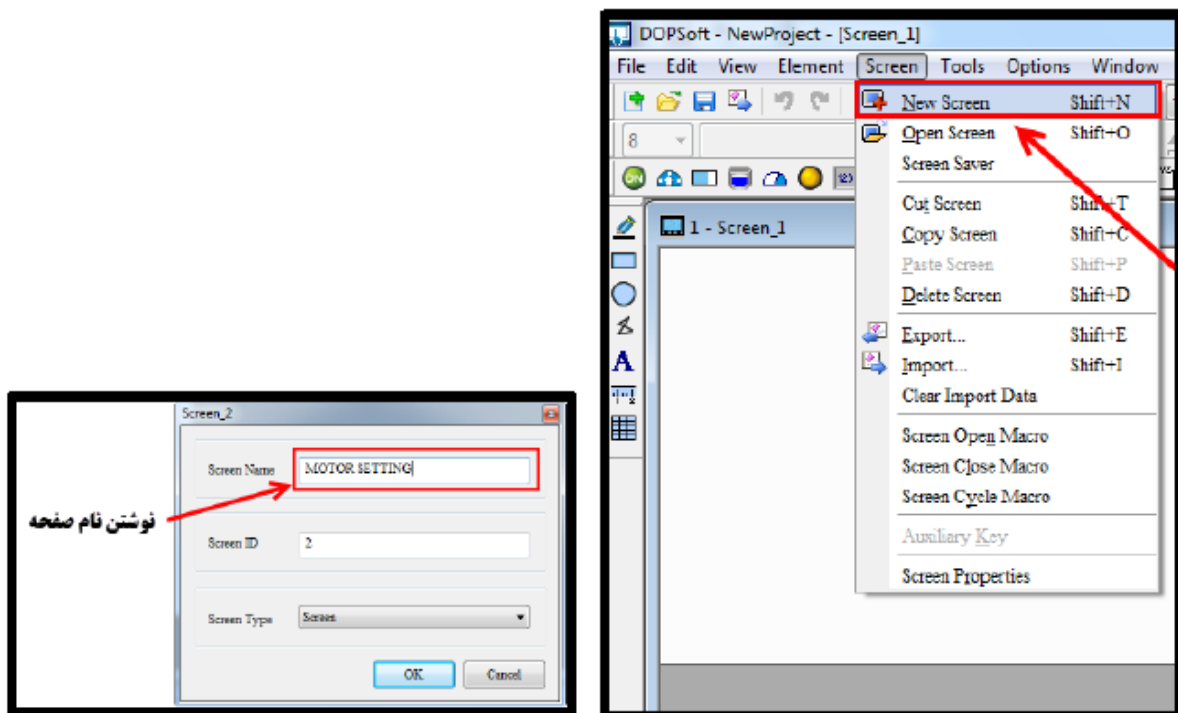 DOPSoft - NewProject - [Screen_1]
File Edit View Element Screen Tools Options Window
New Screen Shift+N
Open Screen Shift+O
Screen Saver
Cut Screen Shift+T
Copy Screen Shift+C
Paste Screen Shift+P
Delete Screen Shift+D
Export... Shift+E
Import... Shift+I
Clear Import Data
Screen Open Macro
Screen Close Macro
Screen Cycle Macro
Auxiliary Key
Screen Properties
8
ON
1 - Screen_1
A
Screen_2
Screen Name MOTOR SETTING
نوشتن نام صفحه
Screen ID 2
Screen Type Screen
OK Cancel